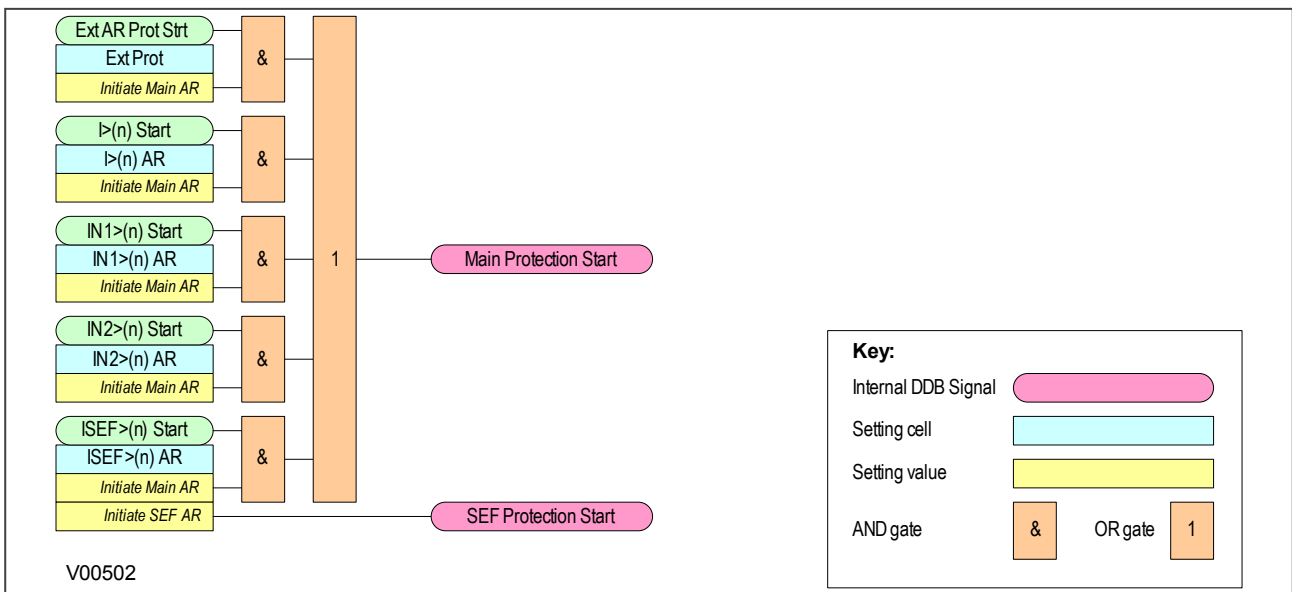 Ext AR Prot Strt
Ext Prot
Initiate Main AR
&
I>(n) Start
I>(n) AR
Initiate Main AR
&
IN1>(n) Start
IN1>(n) AR
Initiate Main AR
&
1
Main Protection Start
IN2>(n) Start
IN2>(n) AR
Initiate Main AR
&
ISEF>(n) Start
ISEF>(n) AR
Initiate Main AR
&
Initiate SEF AR
SEF Protection Start
V00502
Key:
Internal DDB Signal
Setting cell
Setting value
AND gate & OR gate 1